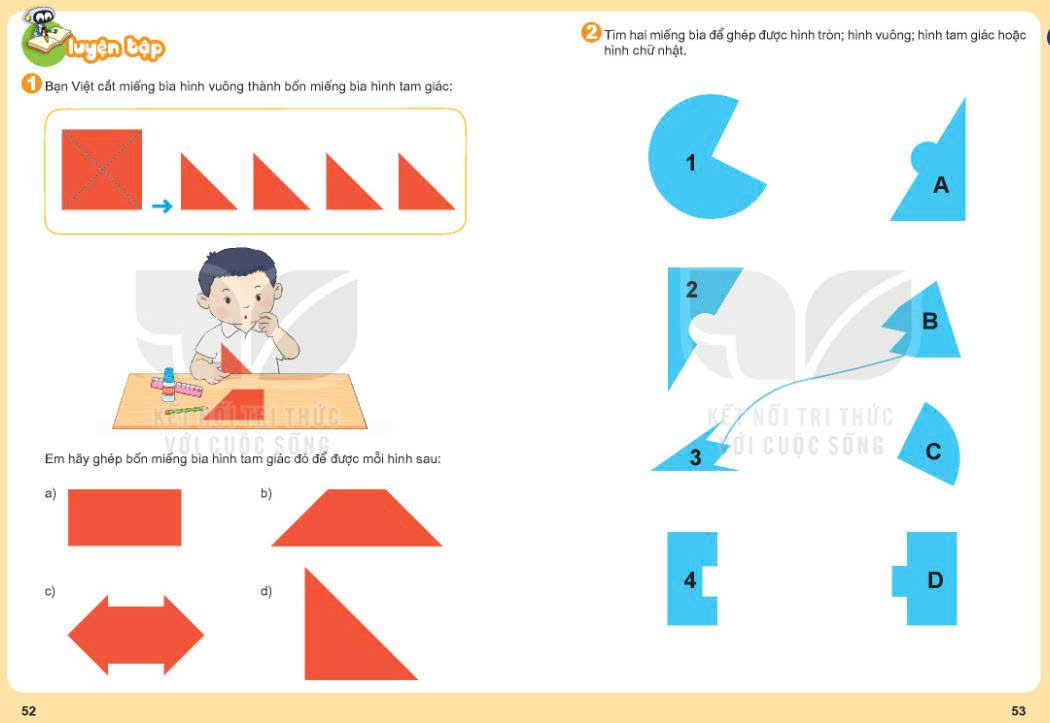 Luyện tập
1 Bạn Việt cắt miếng bìa hình vuông thành bốn miếng bìa hình tam giác:
KẾT NỐI TRI THỨC
VỚI CUỘC SỐNG
Em hãy ghép bốn miếng bìa hình tam giác đó để được mỗi hình sau:
a)
b)
c)
d)
52
2 Tìm hai miếng bìa để ghép được hình tròn; hình vuông; hình tam giác hoặc
hình chữ nhật.
1
A
2
B
KẾT NỐI TRI THỨC
VỚI CUỘC SỐNG
3
C
4
D
53